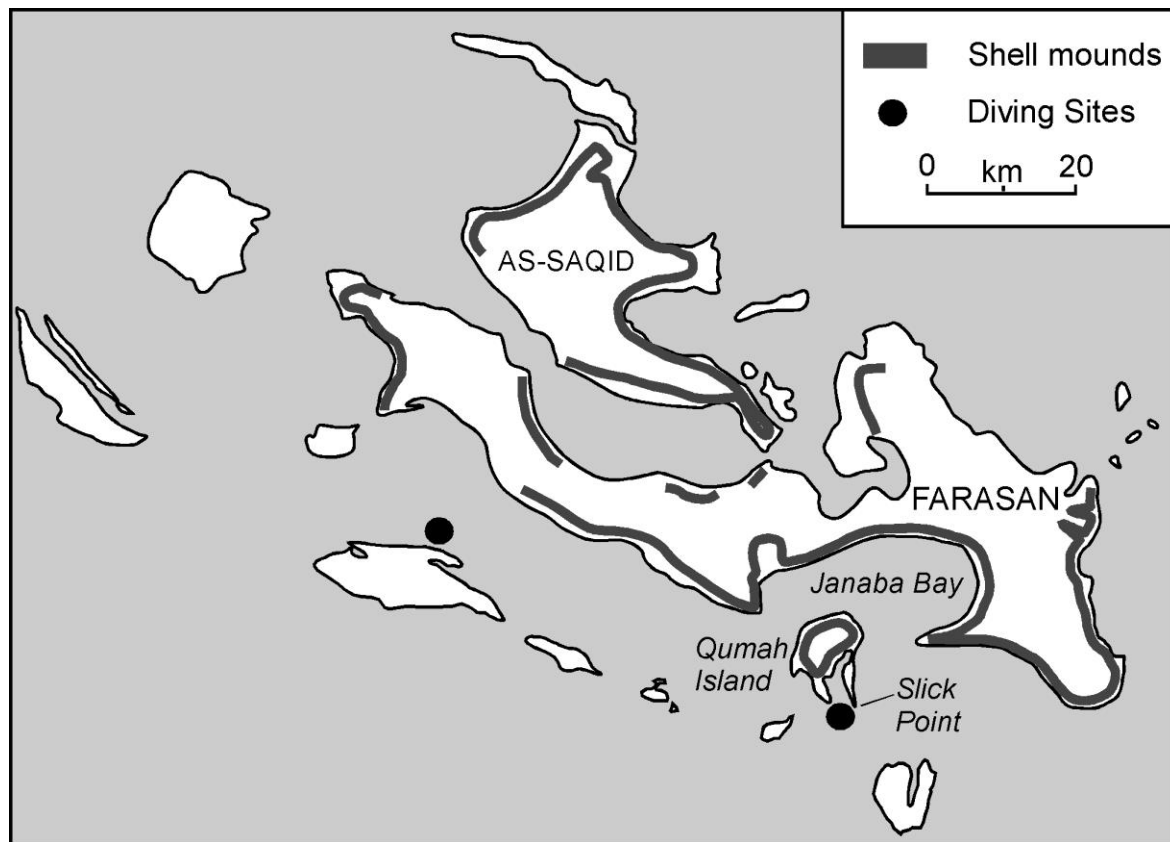 Shell mounds
Diving Sites
0 km 20
AS-SAQID
FARASAN
Janaba Bay
Qumah
Island
Slick
Point